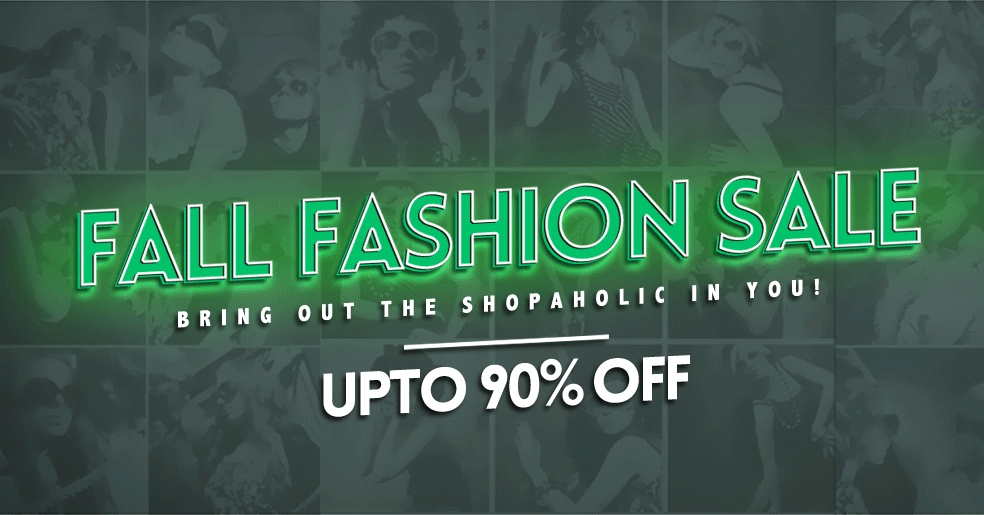 FALL FASHION SALE
BRING OUT THE SHOPAHOLIC IN YOU!
UPTO 90% OFF